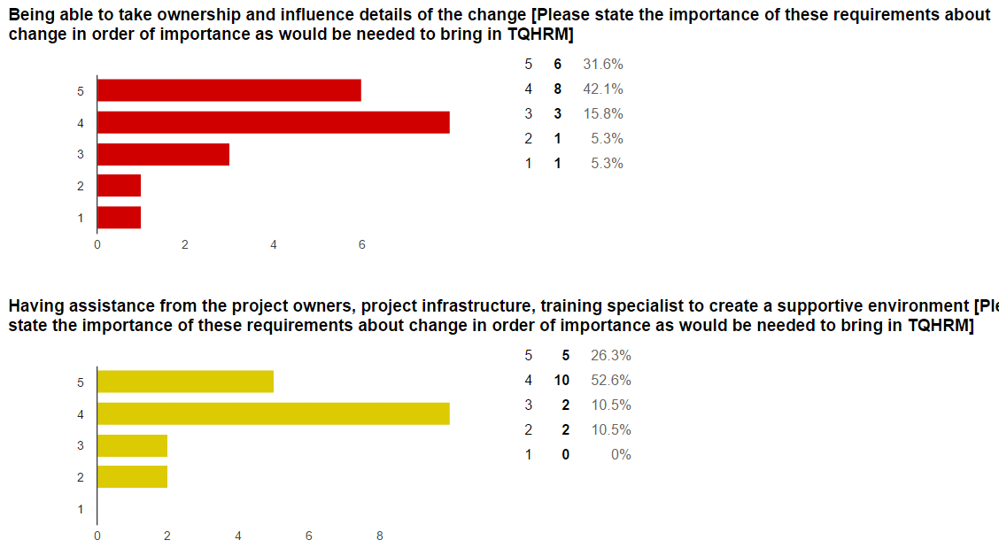 Being able to take ownership and influence details of the change [Please state the importance of these requirements about
change in order of importance as would be needed to bring in TQHRM]
5 6 31.6%
4 8 42.1%
3 3 15.8%
2 1 5.3%
1 1 5.3%
5
4
3
2
1
0 2 4 6
Having assistance from the project owners, project infrastructure, training specialist to create a supportive environment [Ple
state the importance of these requirements about change in order of importance as would be needed to bring in TQHRM]
5 5 26.3%
4 10 52.6%
3 2 10.5%
2 2 10.5%
1 0 0%
5
4
3
2
1
0 2 4 6 8